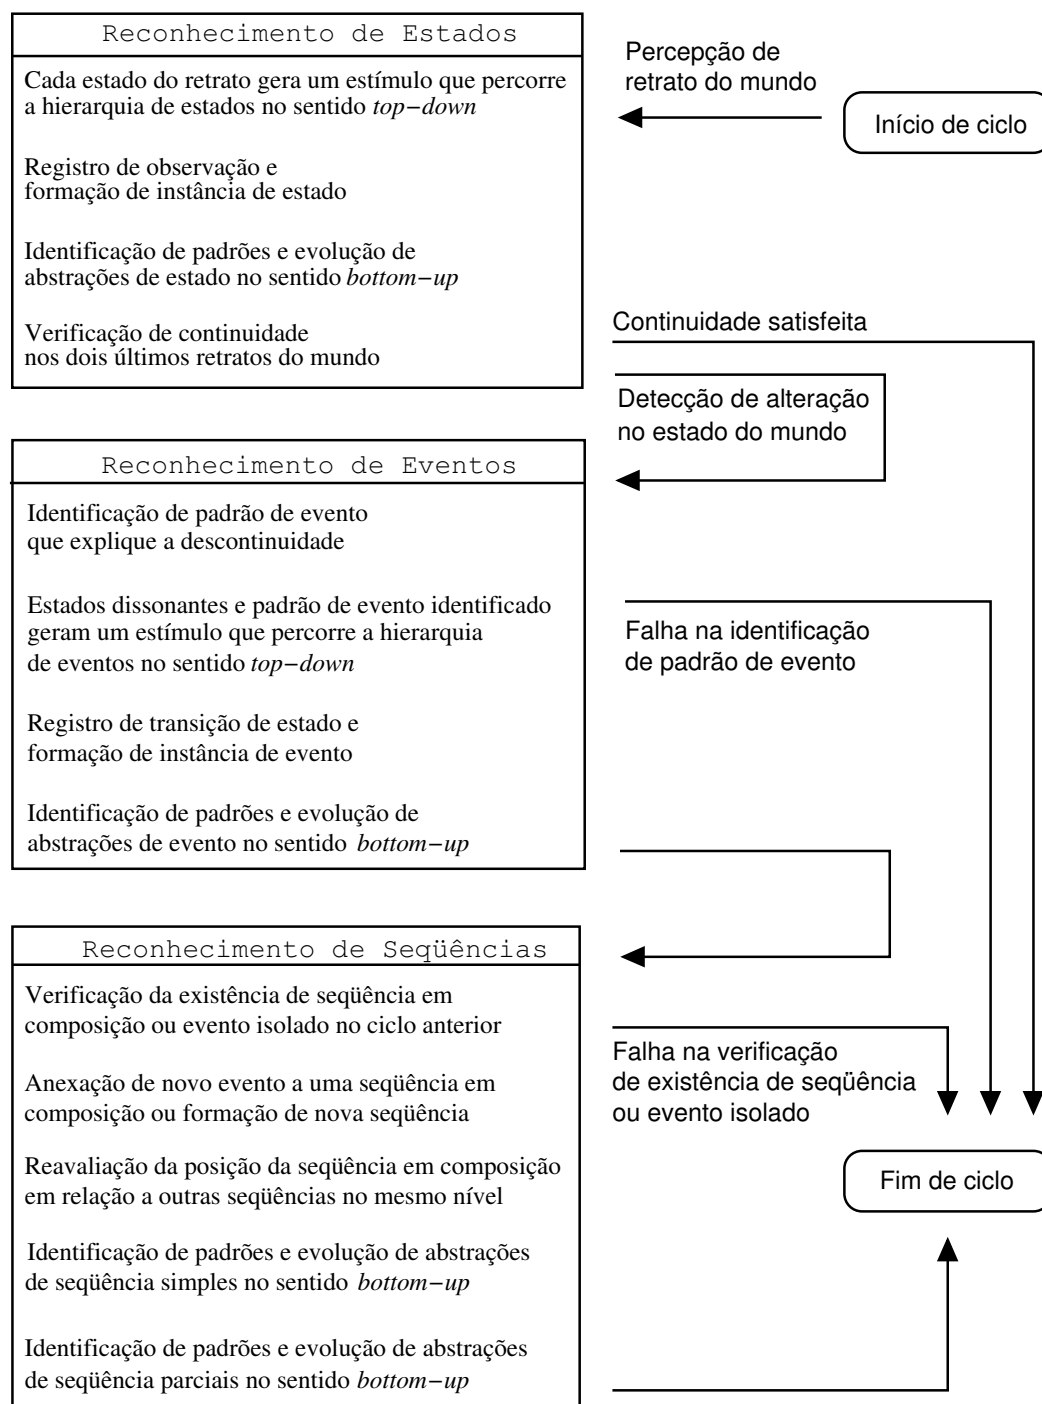 Reconhecimento de Estados
Cada estado do retrato gera um estímulo que percorre
a hierarquia de estados no sentido top−down
Registro de observação e
formação de instância de estado
Identificação de padrões e evolução de
abstrações de estado no sentido bottom−up
Verificação de continuidade
nos dois últimos retratos do mundo
Percepção de
retrato do mundo
Início de ciclo
Continuidade satisfeita
Detecção de alteração
no estado do mundo
Reconhecimento de Eventos
Identificação de padrão de evento
que explique a descontinuidade
Estados dissonantes e padrão de evento identificado
geram um estímulo que percorre a hierarquia
de eventos no sentido top−down
Registro de transição de estado e
formação de instância de evento
Identificação de padrões e evolução de
abstrações de evento no sentido bottom−up
Falha na identificação
de padrão de evento
Reconhecimento de Seqüências
Verificação da existência de seqüência em
composição ou evento isolado no ciclo anterior
Anexação de novo evento a uma seqüência em
composição ou formação de nova seqüência
Reavaliação da posição da seqüência em composição
em relação a outras seqüências no mesmo nível
Identificação de padrões e evolução de abstrações
de seqüência simples no sentido bottom−up
Identificação de padrões e evolução de abstrações
de seqüência parciais no sentido bottom−up
Falha na verificação
de existência de seqüência
ou evento isolado
Fim de ciclo